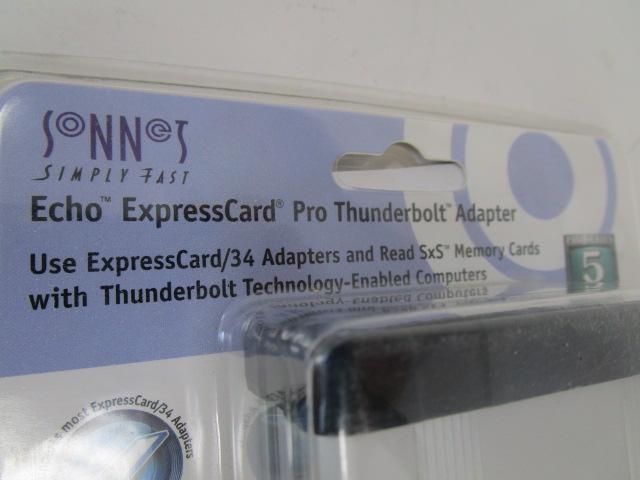 SONNeT
SIMPLY FAST
Echo™ ExpressCard® Pro Thunderbolt™ Adapter
Use ExpressCard/34 Adapters and Read SxS™ Memory Cards
with Thunderbolt Technology-Enabled Computers
5
most ExpressCard/34 Adapters